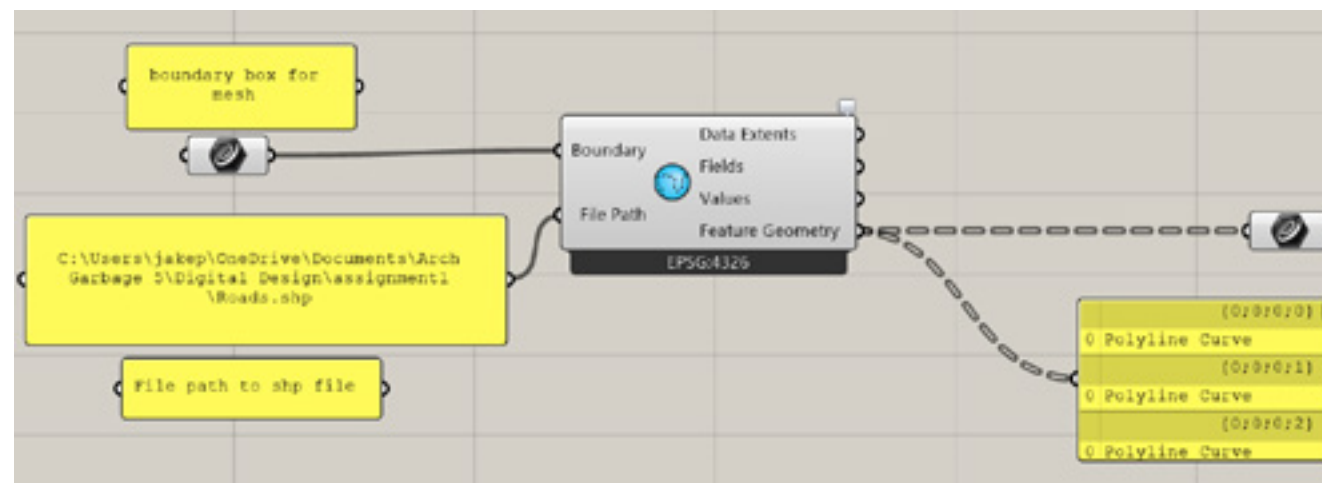 boundary box for
mesh
Boundary
File Path
Data Extents
Fields
Values
Feature Geometry
EPSG:4326
C:\Users\jakep\OneDrive\Documents\Arch
Garbage 5\Digital Design\assignment1
\Roads.shp
File path to shp file
{0;0;0;0}
0 Polyline Curve
{0;0;0;1}
0 Polyline Curve
{0;0;0;2}
0 Polyline Curve